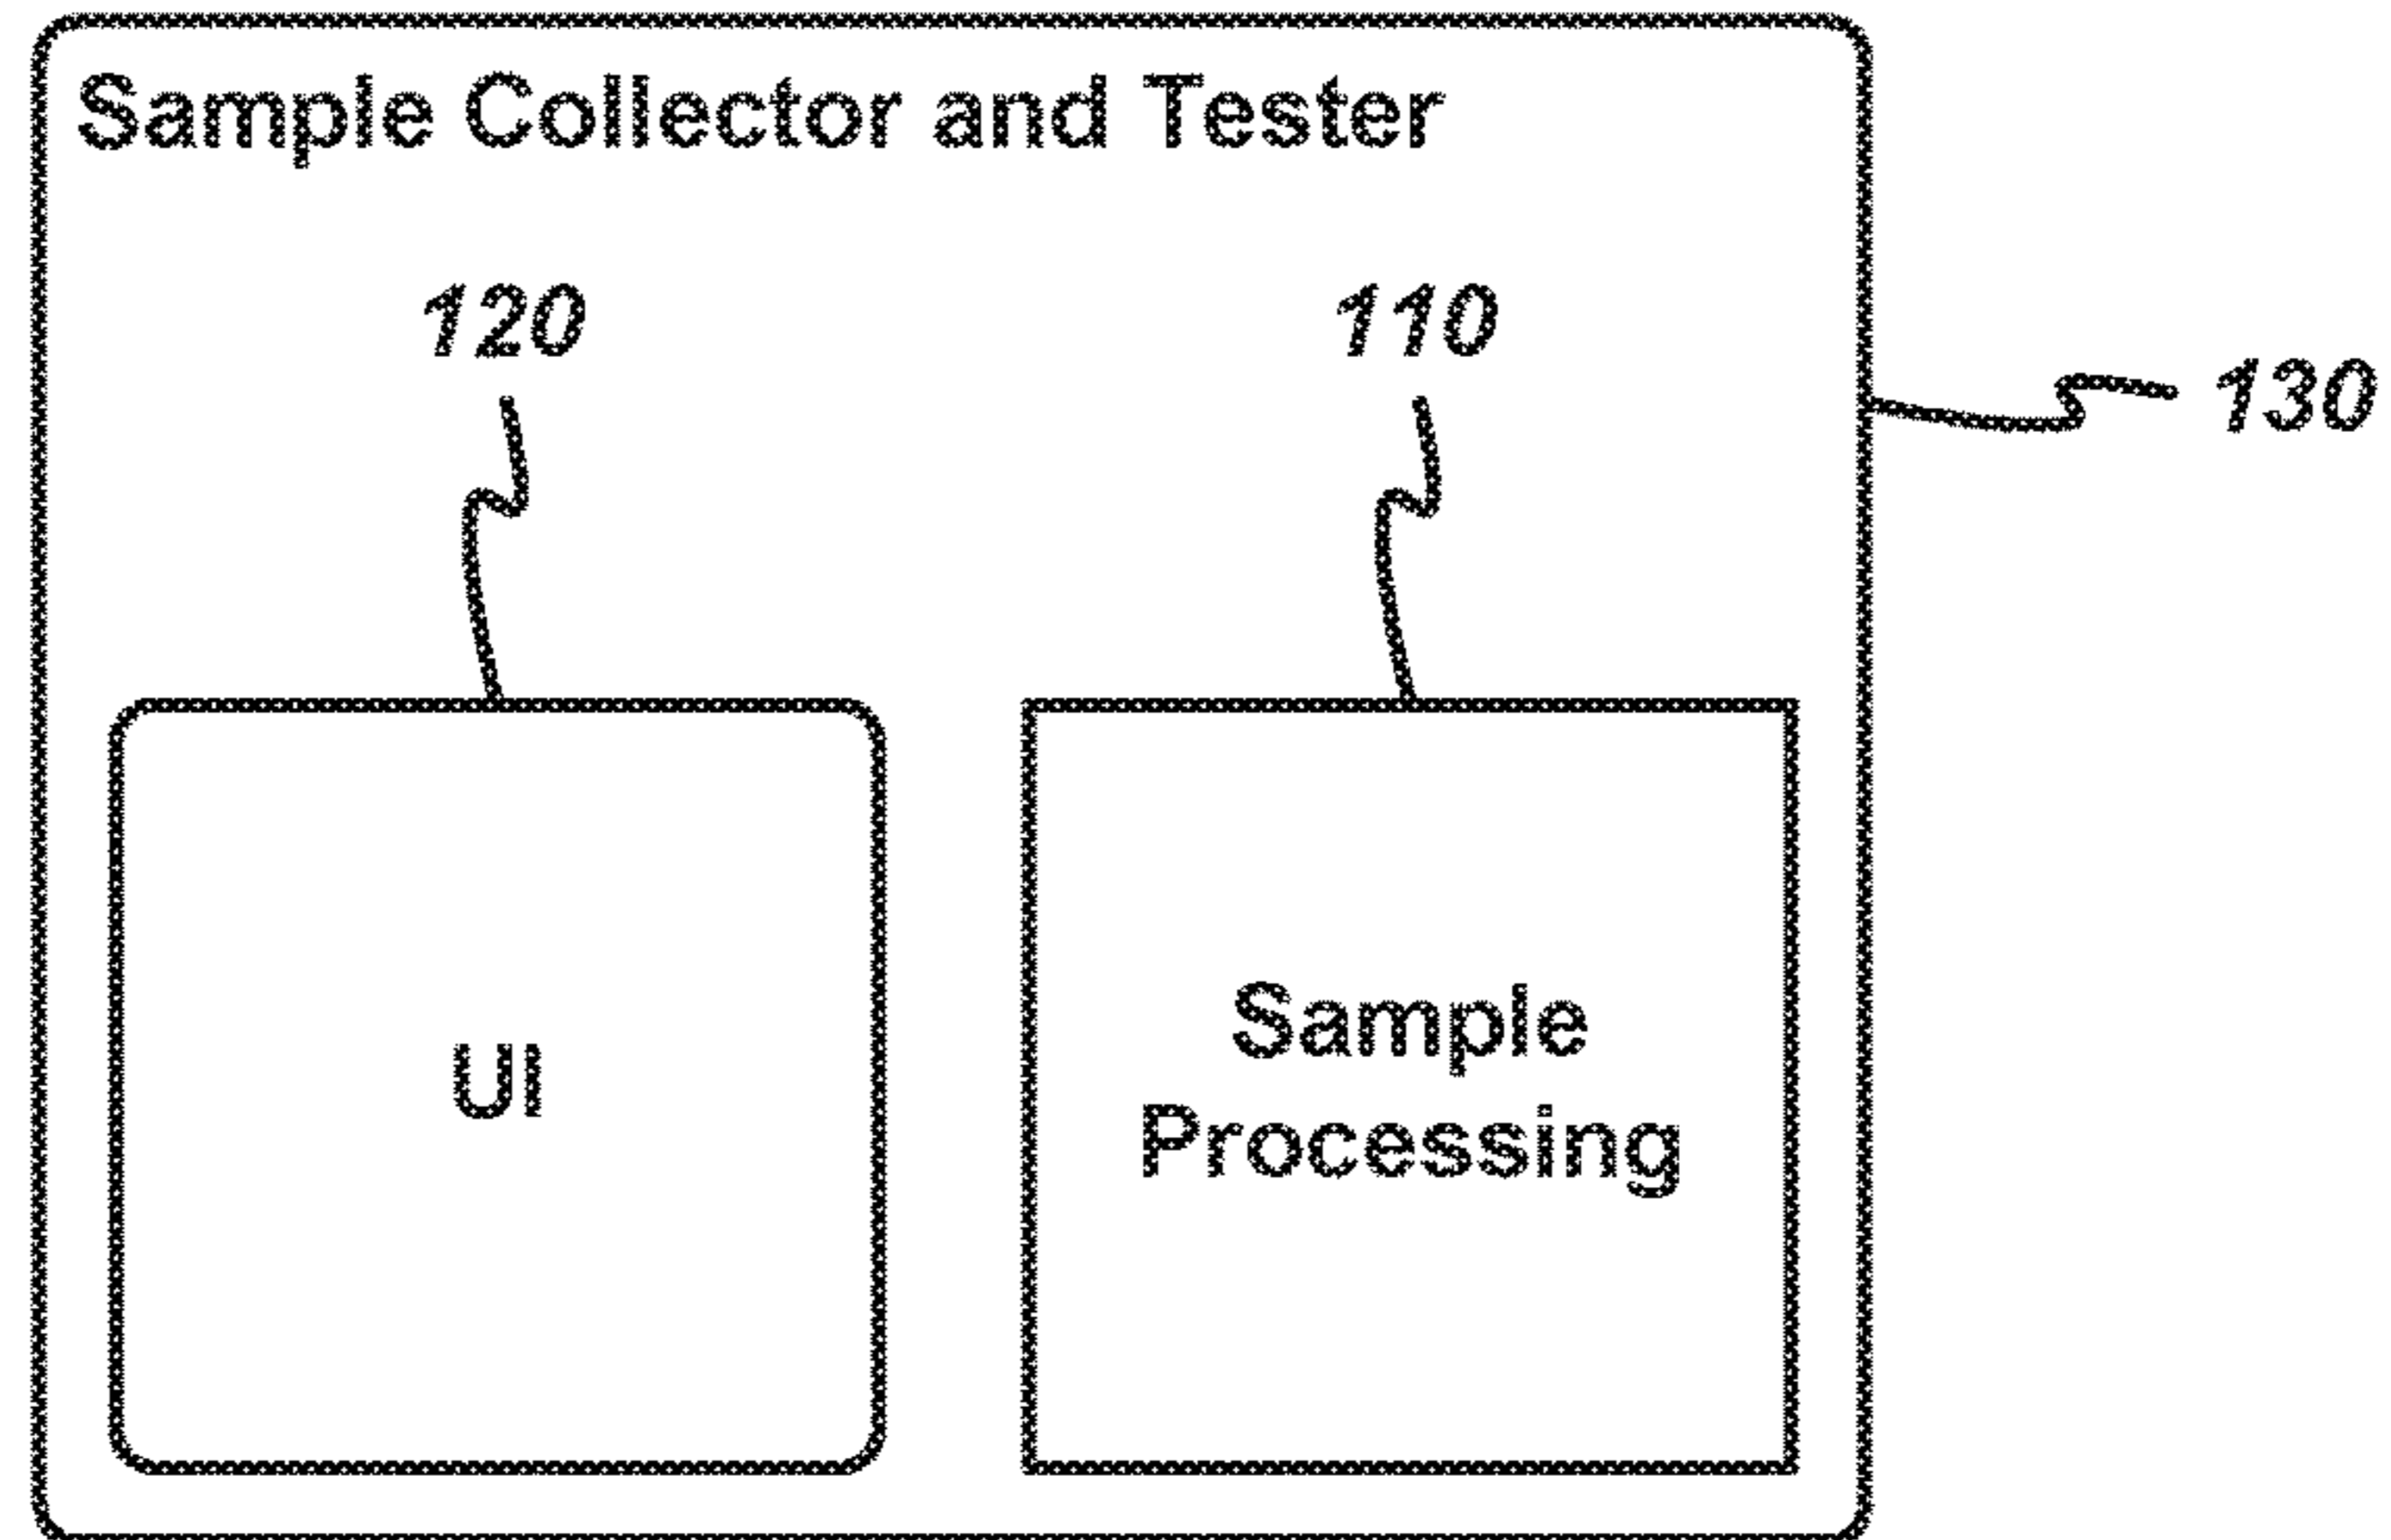 Sample Collector and Tester
120
110
130
UI
Sample
Processing